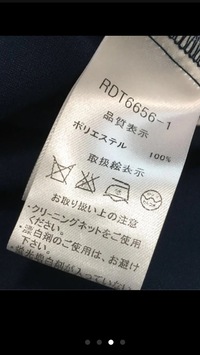 RDT6656-1
品質表示
ポリエステル 100%
取扱絵表示
お取り扱い上の注意
・クリーニングネットをご使用
ください。
・漂白剤のご使用はお避け
下さい。